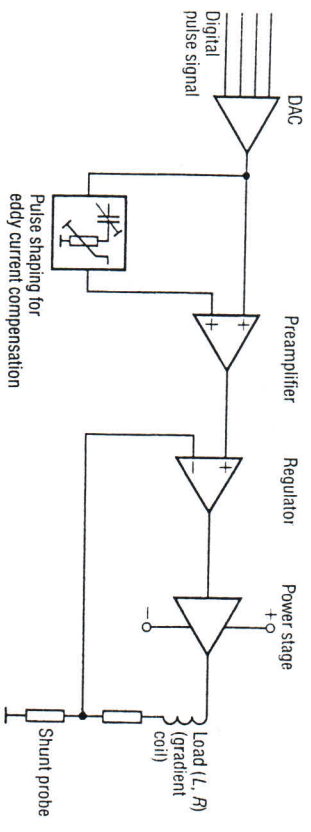 Digital
pulse signal
DAC
Pulse shaping for
eddy current compensation
+
+
Preamplifier
+
−
Regulator
Power stage
+
−
Load (L, R)
(gradient
coil)
Shunt probe